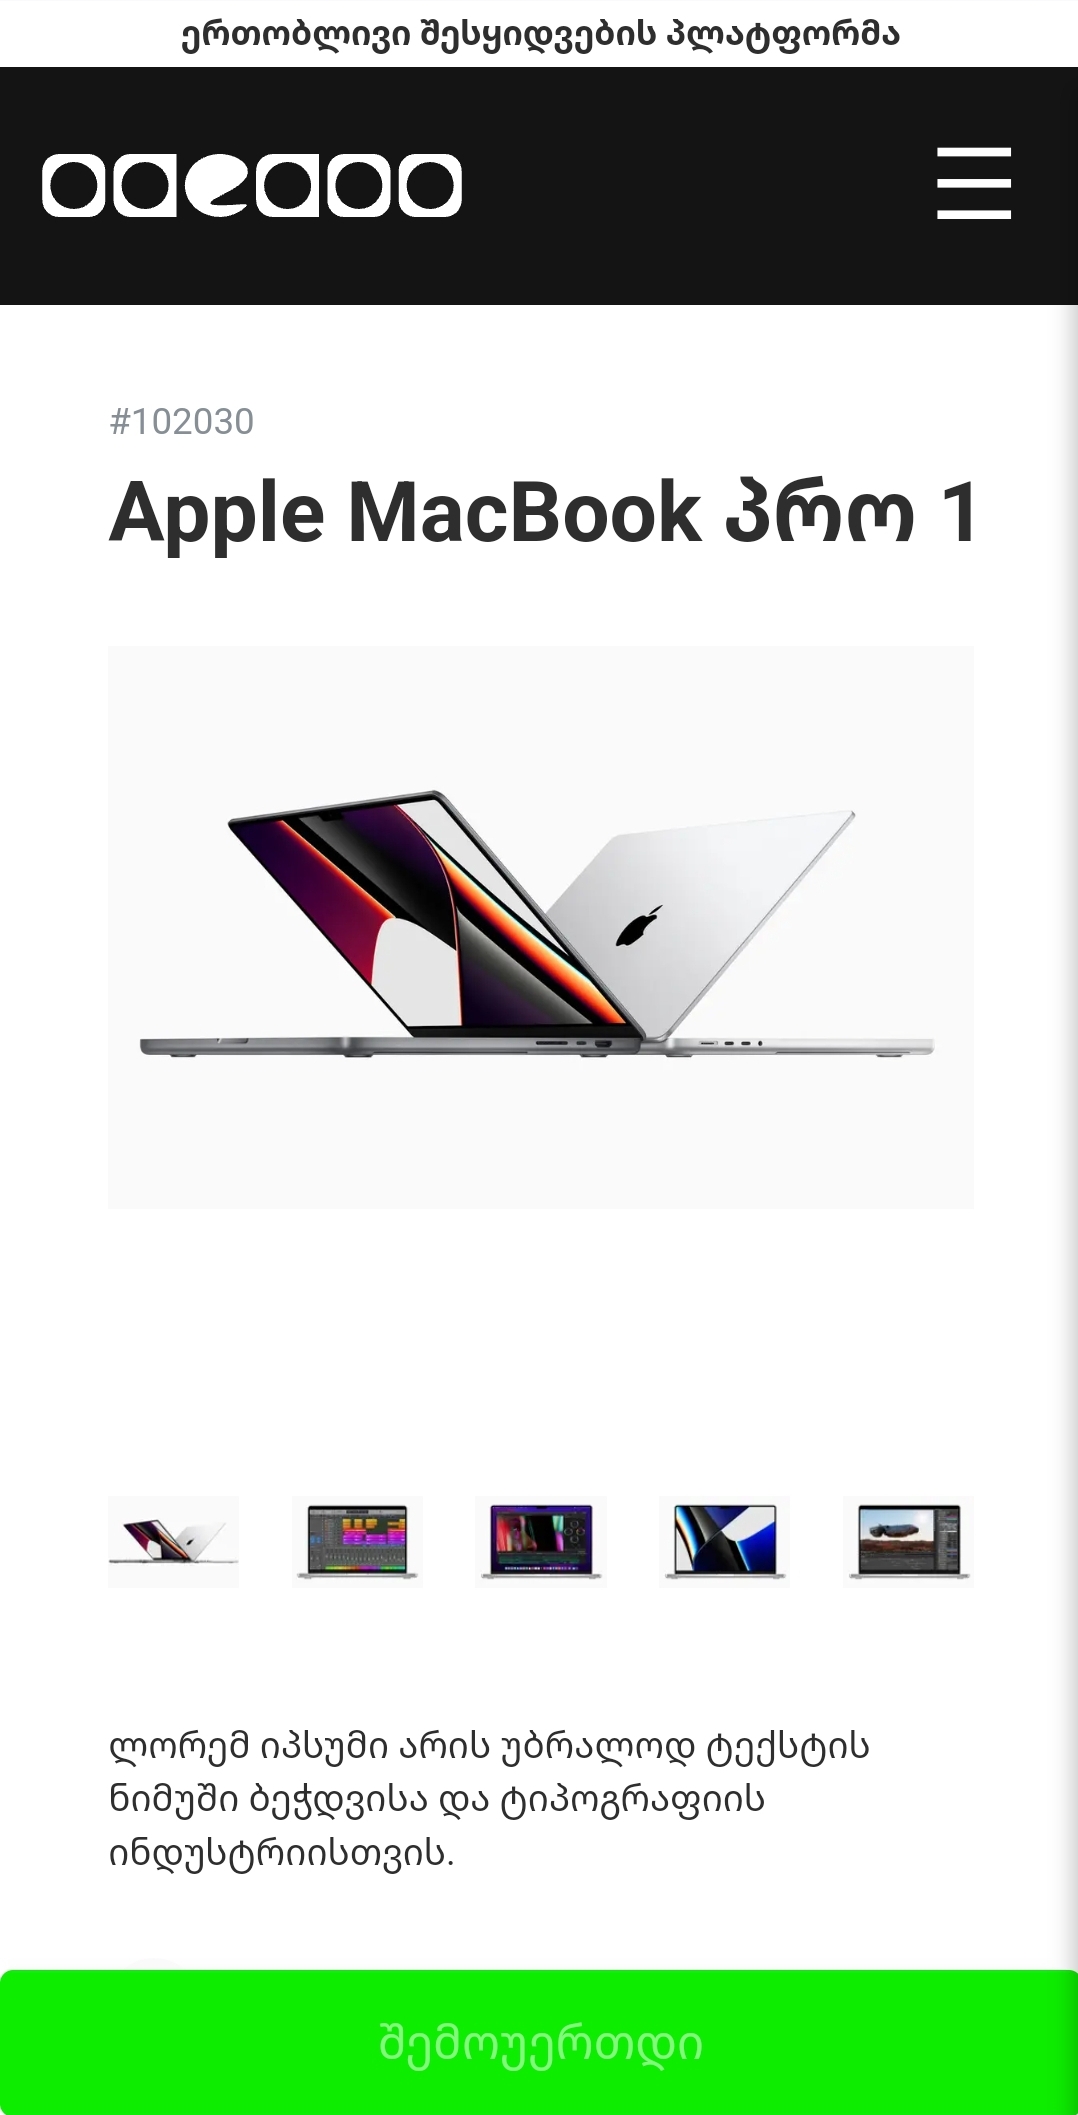 ერთობლივი შესყიდვების პლატფორმა
#102030
Apple MacBook პრო 1
ლორემ იპსუმი არის უბრალოდ ტექსტის
ნიმუში ბეჭდვისა და ტიპოგრაფიის
ინდუსტრიისთვის.
შემოუერთდი